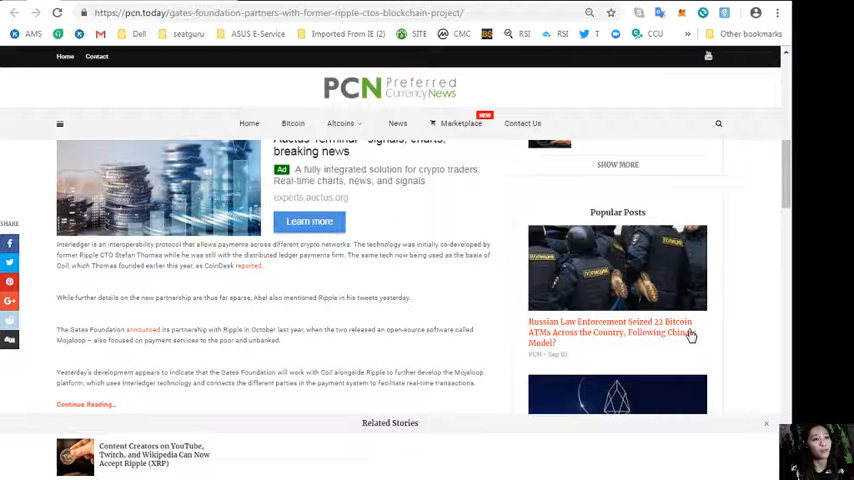 https://pcn.today/gates-foundation-partners-with-former-ripple-ctos-blockchain-project/
AMS
Dell
seatguru
ASUS E-Service
Imported From IE (2)
SITE
CMC
RSI
RSI
T
CCU
»
Other bookmarks
Home
Contact
PCN Preferred
Currency News
Home
Bitcoin
Altcoins
News
Marketplace
NEW
Contact Us
Auctus Terminal - signals, charts,
breaking news
Ad A fully integrated solution for crypto traders:
Real-time charts, news, and signals
experts.auctus.org
Learn more
SHOW MORE
Popular Posts
SHARE
Interledger is an interoperability protocol that allows payments across different crypto networks. The technology was initially co-developed by
former Ripple CTO Stefan Thomas while he was still with the distributed ledger payments firm. The same tech now being used as the basis of
Coil, which Thomas founded earlier this year, as CoinDesk reported.
While further details on the new partnership are thus far sparse, Abel also mentioned Ripple in his tweets yesterday.
The Gates Foundation announced its partnership with Ripple in October last year, when the two released an open-source software called
Mojaloop – also focused on payment services to the poor and unbanked.
Yesterday's development appears to indicate that the Gates Foundation will work with Coil alongside Ripple to further develop the Mojaloop
platform, which uses Interledger technology and connects the different parties in the payment system to facilitate real-time transactions.
Continue Reading...
ПОЛИЦИЯ
Russian Law Enforcement Seized 22 Bitcoin
ATMs Across the Country, Following China's
Model?
PCN - Sep 10
Related Stories
Content Creators on YouTube,
Twitch, and Wikipedia Can Now
Accept Ripple (XRP)